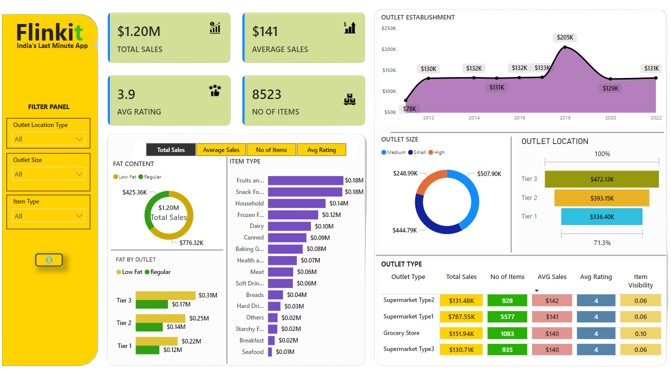 Flinkit
India's Last Minute App
FILTER PANEL
Outlet Location Type
All
Outlet Size
All
Item Type
All
$1.20M
TOTAL SALES
$141
AVERAGE SALES
3.9
AVG RATING
8523
NO OF ITEMS
Total Sales Average Sales No of Items Avg Rating
FAT CONTENT
Low Fat Regular
$425.36K
$1.20M
Total Sales
$776.32K
FAT BY OUTLET
Low Fat Regular
Tier 3 $0.31M
$0.17M
Tier 2 $0.25M
$0.14M
Tier 1 $0.22M
$0.12M
ITEM TYPE
Fruits an... $0.18M
Snack Fo... $0.18M
Household $0.14M
Frozen F... $0.12M
Dairy $0.10M
Canned $0.09M
Baking G... $0.08M
Health a... $0.07M
Meat $0.06M
Soft Drin... $0.06M
Breads $0.04M
Hard Dri... $0.03M
Others $0.02M
Starchy F... $0.02M
Breakfast $0.02M
Seafood $0.01M
OUTLET ESTABLISHMENT
$250K
$200K
$150K
$100K
$50K
$78K
$130K
$132K
$131K
$132K
$133K
$205K
$129K
$131K
2012 2014 2016 2018 2020 2022
OUTLET SIZE
Medium Small High
$248.99K
$507.90K
$444.79K
OUTLET LOCATION
100%
Tier 3 $472.13K
Tier 2 $393.15K
Tier 1 $336.40K
71.3%
OUTLET TYPE
Outlet Type Total Sales No of Items AVG Sales Avg Rating Item Visibility
Supermarket Type2 $131.48K 928 $142 4 0.06
Supermarket Type1 $787.55K 5577 $141 4 0.06
Grocery Store $151.94K 1083 $140 4 0.10
Supermarket Type3 $130.71K 935 $140 4 0.06